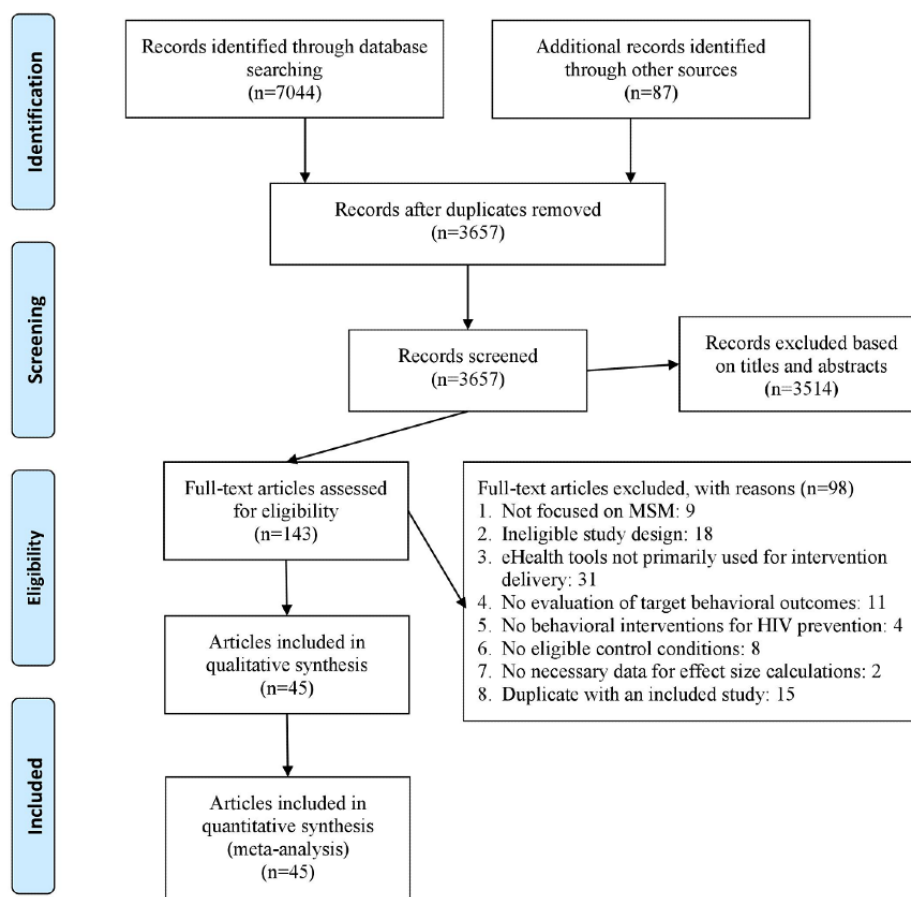 Identification
Records identified through database
searching
(n=7044)
Additional records identified
through other sources
(n=87)
Records after duplicates removed
(n=3657)
Screening
Records screened
(n=3657)
Records excluded based
on titles and abstracts
(n=3514)
Eligibility
Full-text articles assessed
for eligibility
(n=143)
Full-text articles excluded, with reasons (n=98)
1. Not focused on MSM: 9
2. Ineligible study design: 18
3. eHealth tools not primarily used for intervention
delivery: 31
4. No evaluation of target behavioral outcomes: 11
5. No behavioral interventions for HIV prevention: 4
6. No eligible control conditions: 8
7. No necessary data for effect size calculations: 2
8. Duplicate with an included study: 15
Articles included in
qualitative synthesis
(n=45)
Included
Articles included in
quantitative synthesis
(meta-analysis)
(n=45)